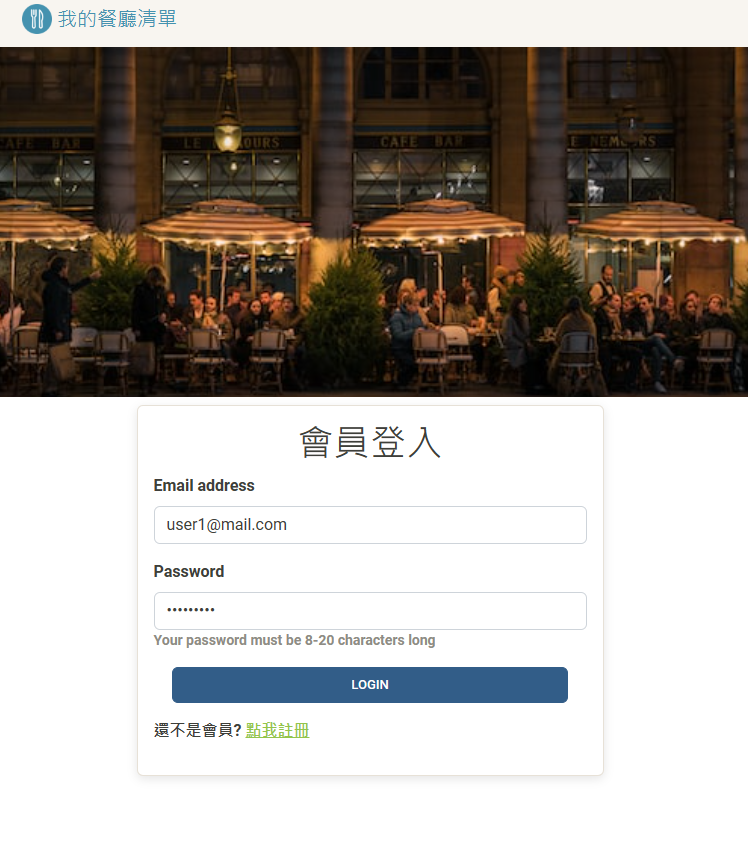 我的餐廳清單
CAFE BAR LE NEMOURS CAFE BAR LE NEMOURS
會員登入
Email address
user1@mail.com
Password
•••••••••
Your password must be 8-20 characters long
LOGIN
還不是會員? 點我註冊